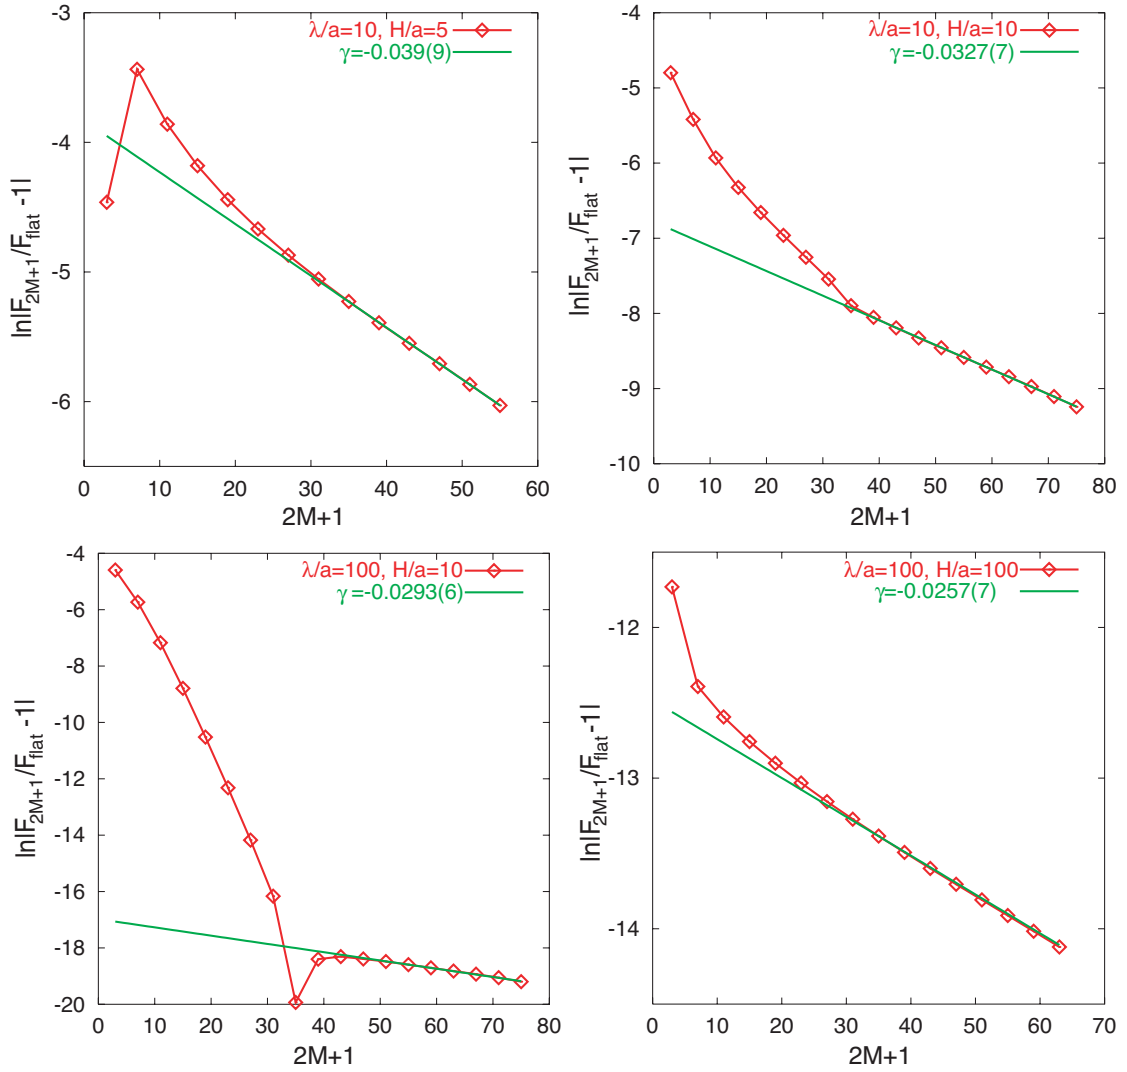 -3
-4
-5
-6
0 10 20 30 40 50 60
2M+1
ln|F2M+1/Fflat -1|
λ/a=10, H/a=5
γ=-0.039(9)
-4
-5
-6
-7
-8
-9
-10
0 10 20 30 40 50 60 70 80
2M+1
ln|F2M+1/Fflat -1|
λ/a=10, H/a=10
γ=-0.0327(7)
-4
-6
-8
-10
-12
-14
-16
-18
-20
0 10 20 30 40 50 60 70 80
2M+1
ln|F2M+1/Fflat -1|
λ/a=100, H/a=10
γ=-0.0293(6)
-12
-13
-14
0 10 20 30 40 50 60 70
2M+1
ln|F2M+1/Fflat -1|
λ/a=100, H/a=100
γ=-0.0257(7)